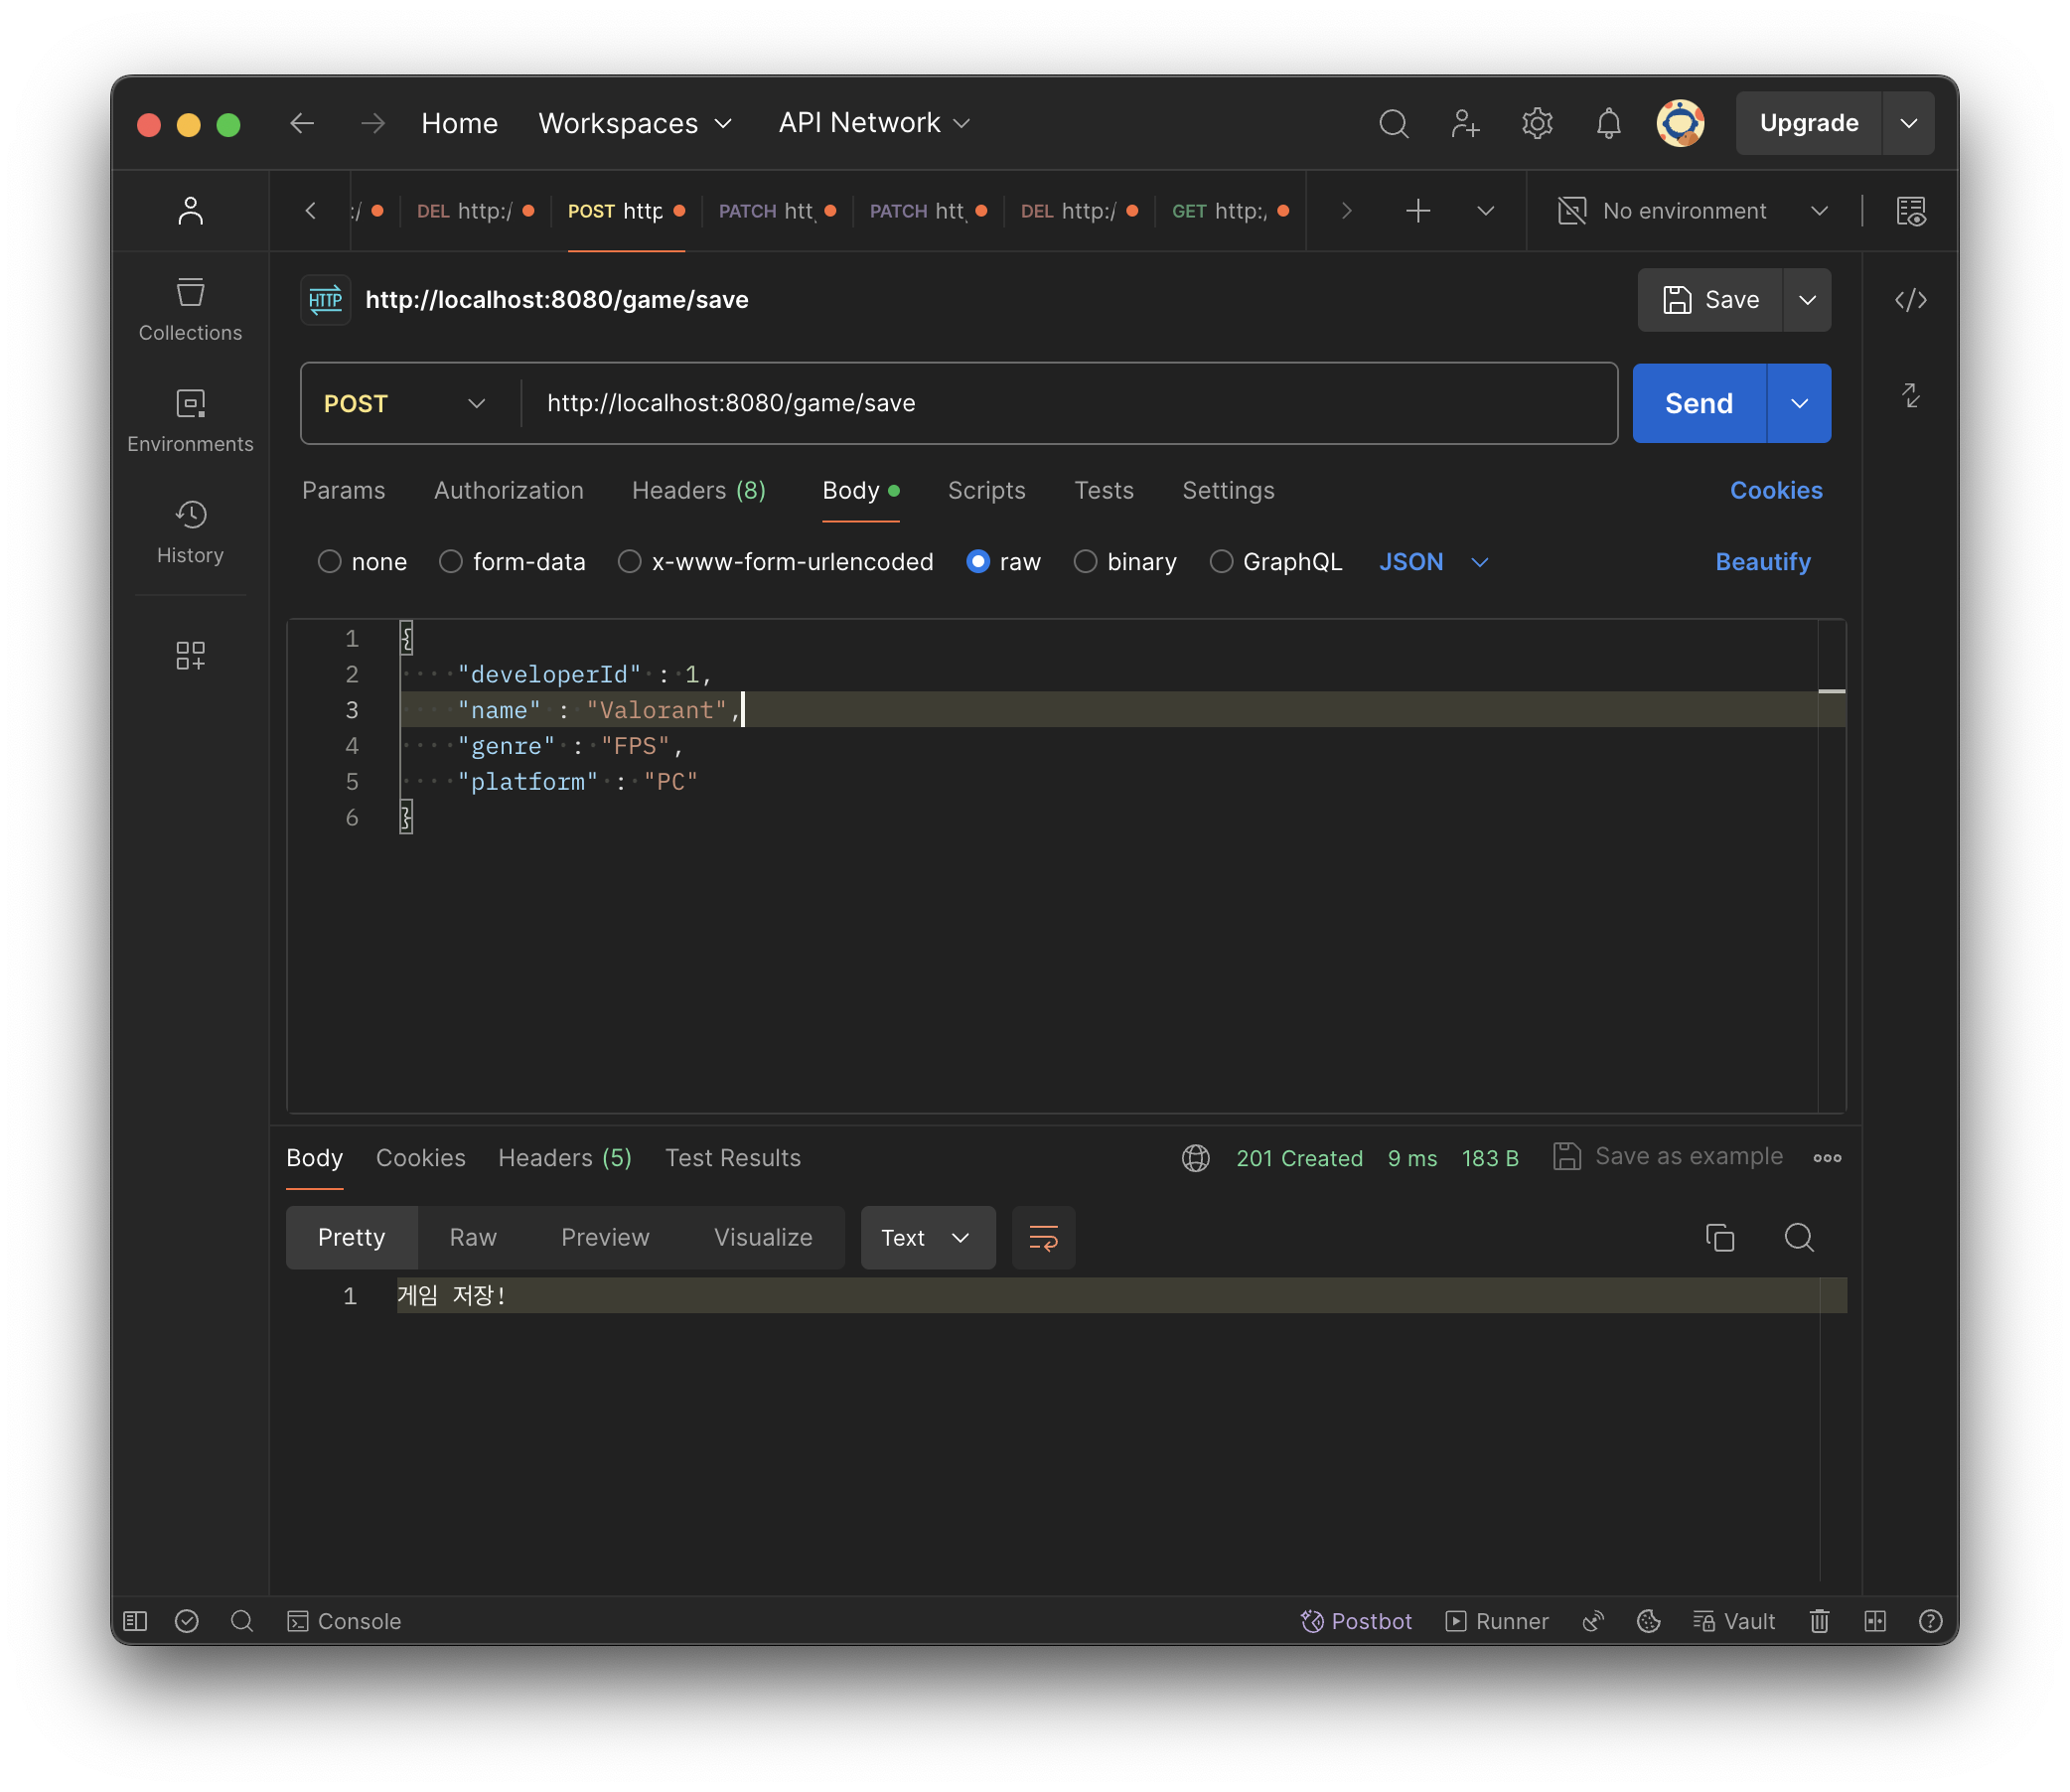 Home Workspaces API Network Upgrade
:/ DEL http:/ POST http PATCH htt PATCH htt DEL http:/ GET http:/ No environment
HTTP http://localhost:8080/game/save Save
Collections
POST http://localhost:8080/game/save Send
Environments
Params Authorization Headers (8) Body Scripts Tests Settings Cookies
History
none form-data x-www-form-urlencoded raw binary GraphQL JSON Beautify
1 {
2 "developerId" : 1,
3 "name" : "Valorant",
4 "genre" : "FPS",
5 "platform" : "PC"
6 }
Body Cookies Headers (5) Test Results 201 Created 9 ms 183 B Save as example
Pretty Raw Preview Visualize Text
1 게임 저장!
Console Postbot Runner Vault